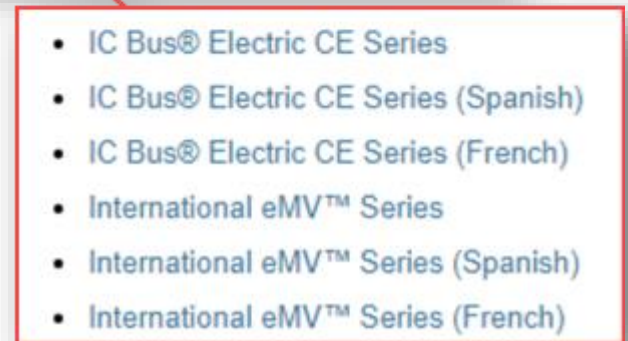 • IC Bus® Electric CE Series
• IC Bus® Electric CE Series (Spanish)
• IC Bus® Electric CE Series (French)
• International eMV™ Series
• International eMV™ Series (Spanish)
• International eMV™ Series (French)